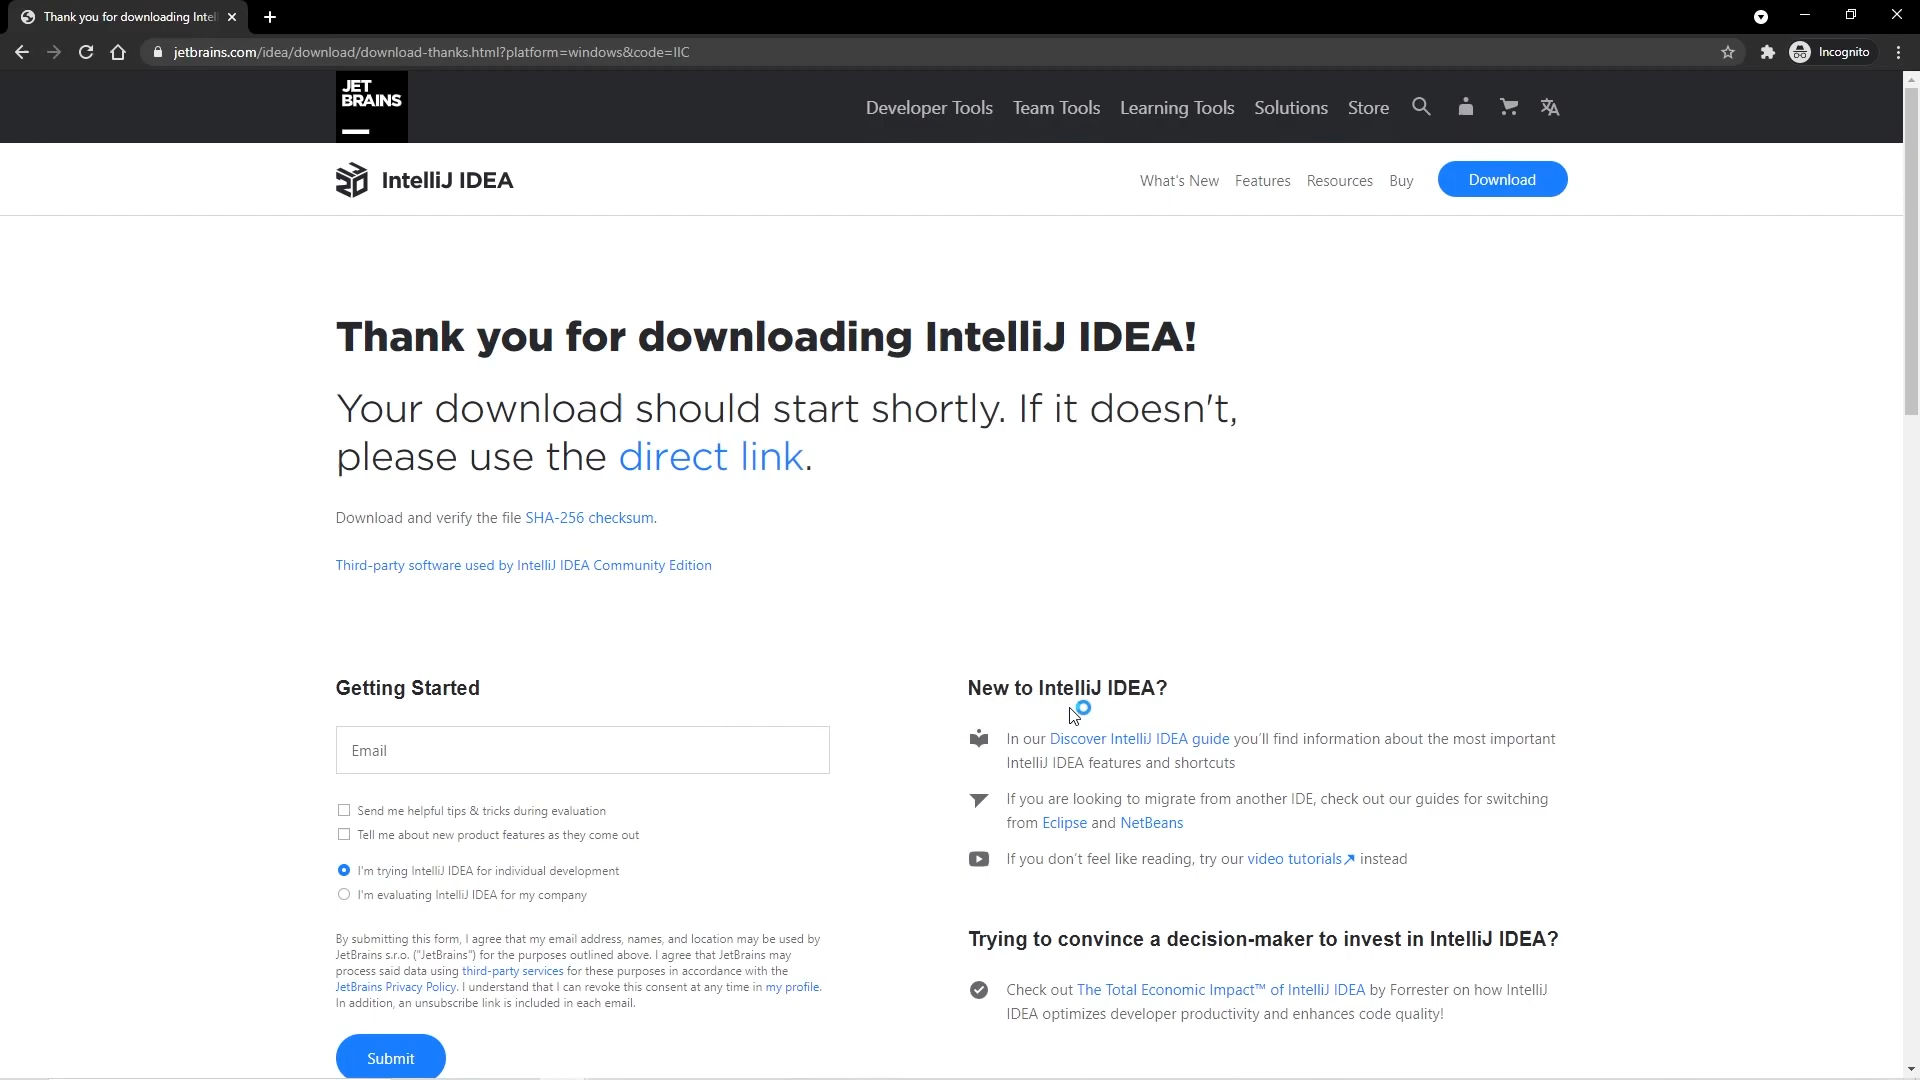 Thank you for downloading Intel
jetbrains.com/idea/download/download-thanks.html?platform=windows&code=IIC
Incognito
JET
BRAINS
Developer Tools
Team Tools
Learning Tools
Solutions
Store
IntelliJ IDEA
What's New
Features
Resources
Buy
Download
Thank you for downloading IntelliJ IDEA!
Your download should start shortly. If it doesn't,
please use the direct link.
Download and verify the file SHA-256 checksum.
Third-party software used by IntelliJ IDEA Community Edition
Getting Started
Email
Send me helpful tips & tricks during evaluation
Tell me about new product features as they come out
I'm trying IntelliJ IDEA for individual development
I'm evaluating IntelliJ IDEA for my company
By submitting this form, I agree that my email address, names, and location may be used by
JetBrains s.r.o. ("JetBrains") for the purposes outlined above. I agree that JetBrains may
process said data using third-party services for these purposes in accordance with the
JetBrains Privacy Policy. I understand that I can revoke this consent at any time in my profile.
In addition, an unsubscribe link is included in each email.
Submit
New to IntelliJ IDEA?
In our Discover IntelliJ IDEA guide you'll find information about the most important
IntelliJ IDEA features and shortcuts
If you are looking to migrate from another IDE, check out our guides for switching
from Eclipse and NetBeans
If you don't feel like reading, try our video tutorials↗ instead
Trying to convince a decision-maker to invest in IntelliJ IDEA?
Check out The Total Economic Impact™ of IntelliJ IDEA by Forrester on how IntelliJ
IDEA optimizes developer productivity and enhances code quality!